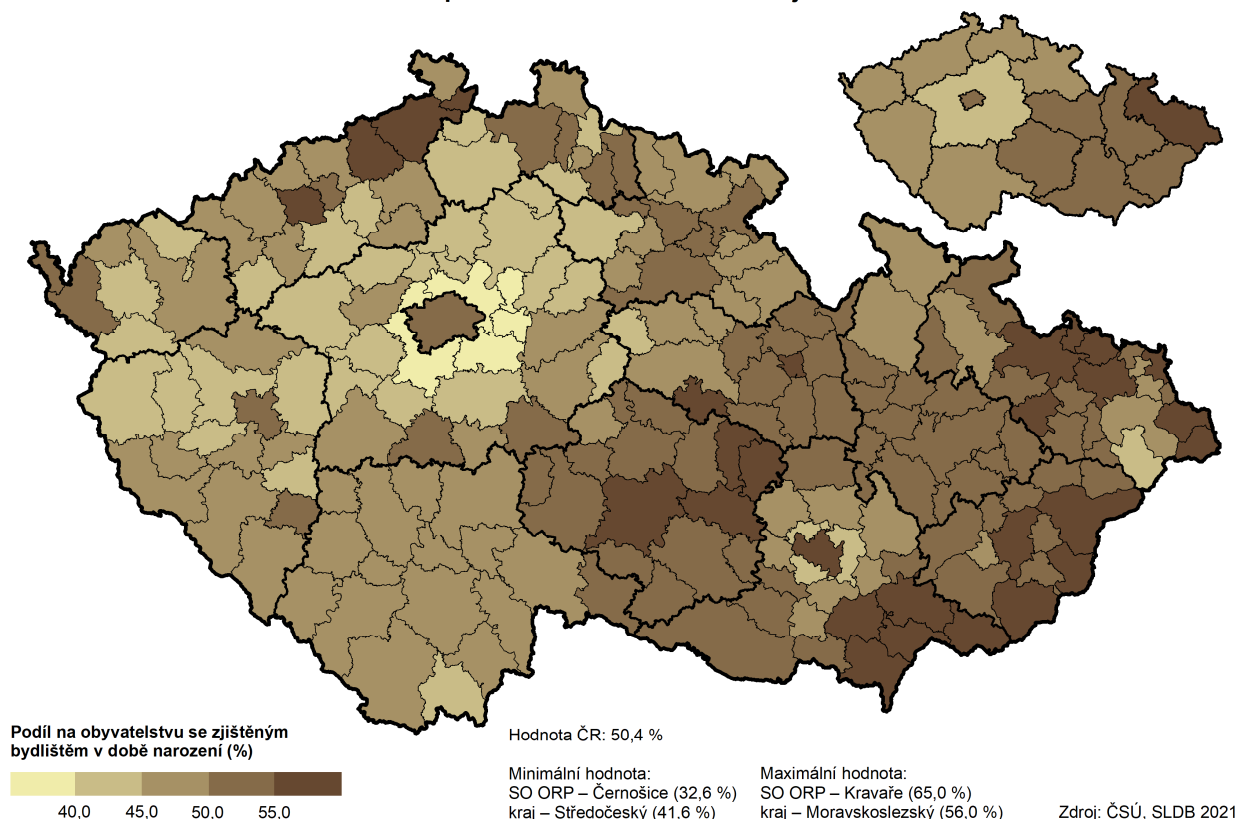 Podíl na obyvatelstvu se zjištěným
bydlištěm v době narození (%)
40,0 45,0 50,0 55,0
Hodnota ČR: 50,4 %
Minimální hodnota:
SO ORP – Černošice (32,6 %)
kraj – Středočeský (41,6 %)
Maximální hodnota:
SO ORP – Kravaře (65,0 %)
kraj – Moravskoslezský (56,0 %)
Zdroj: ČSÚ, SLDB 2021